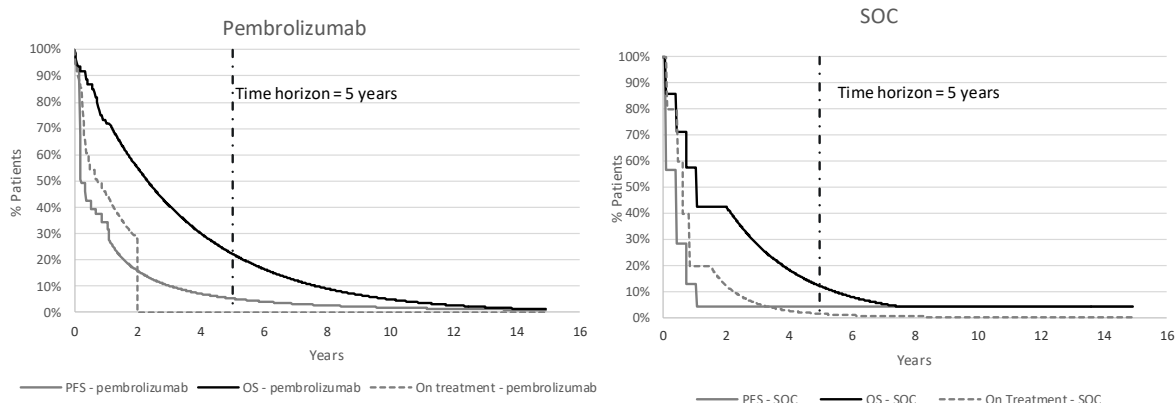 Pembrolizumab
100%
90%
80%
70%
60%
50%
40%
30%
20%
10%
0%
% Patients
Time horizon = 5 years
0 2 4 6 8 10 12 14 16
Years
PFS - pembrolizumab OS - pembrolizumab On treatment - pembrolizumab
SOC
100%
90%
80%
70%
60%
50%
40%
30%
20%
10%
0%
% Patients
Time horizon = 5 years
0 2 4 6 8 10 12 14 16
Years
PFS - SOC OS - SOC On Treatment - SOC